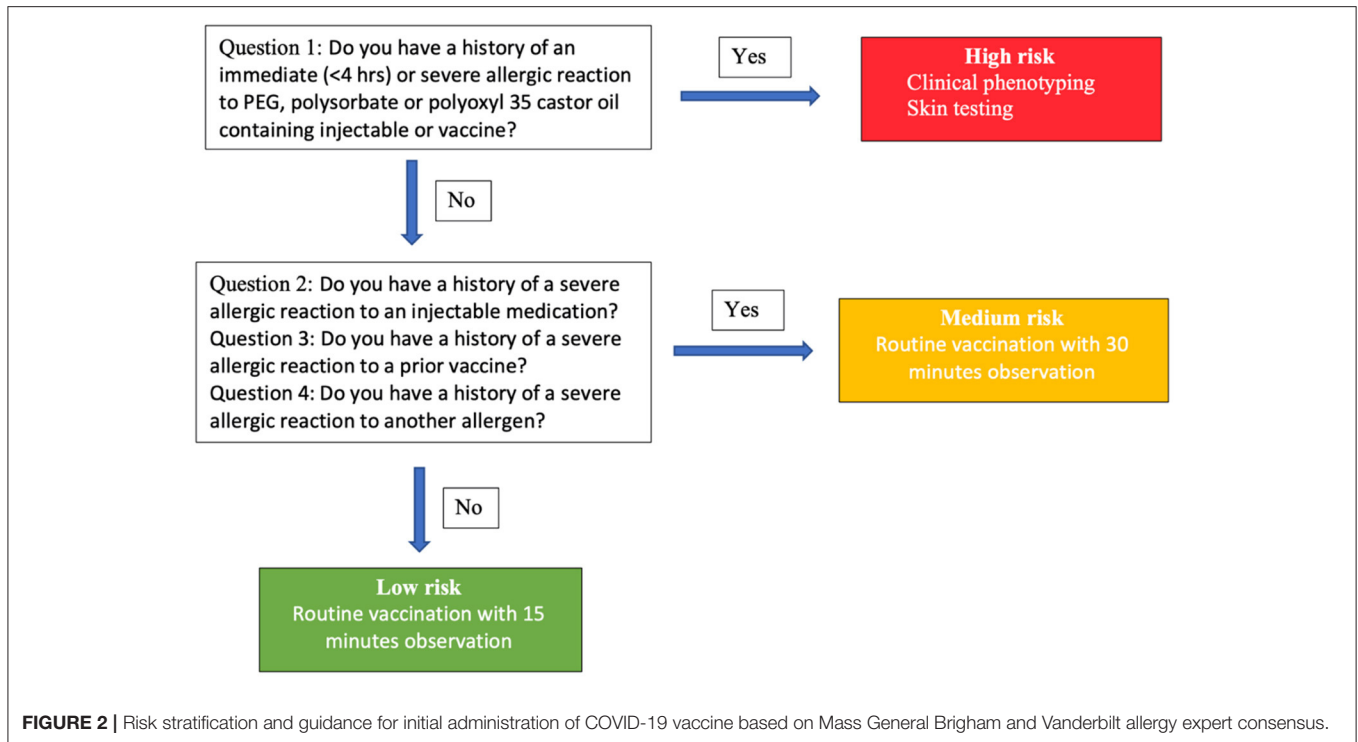 Question 1: Do you have a history of an
immediate (<4 hrs) or severe allergic reaction
to PEG, polysorbate or polyoxyl 35 castor oil
containing injectable or vaccine?
Yes
High risk
Clinical phenotyping
Skin testing
No
Question 2: Do you have a history of a severe
allergic reaction to an injectable medication?
Question 3: Do you have a history of a severe
allergic reaction to a prior vaccine?
Question 4: Do you have a history of a severe
allergic reaction to another allergen?
Yes
Medium risk
Routine vaccination with 30
minutes observation
No
Low risk
Routine vaccination with 15
minutes observation
FIGURE 2 | Risk stratification and guidance for initial administration of COVID-19 vaccine based on Mass General Brigham and Vanderbilt allergy expert consensus.